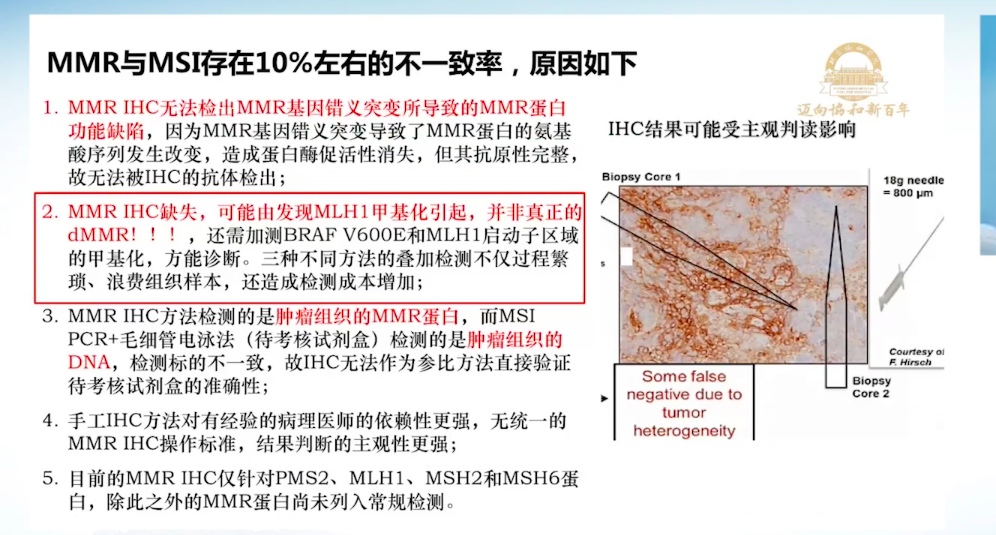 MMR与MSI存在10%左右的不一致率，原因如下
1. MMR IHC无法检出MMR基因错义突变所导致的MMR蛋白
功能缺陷，因为MMR基因错义突变导致了MMR蛋白的氨基
酸序列发生改变，造成蛋白酶促活性消失，但其抗原性完整，
故无法被IHC的抗体检出；
2. MMR IHC缺失，可能由发现MLH1甲基化引起，并非真正的
dMMR！！！，还需加测BRAF V600E和MLH1启动子区域
的甲基化，方能诊断。三种不同方法的叠加检测不仅过程繁
琐、浪费组织样本，还造成检测成本增加；
3. MMR IHC方法检测的是肿瘤组织的MMR蛋白，而MSI
PCR+毛细管电泳法（待考核试剂盒）检测的是肿瘤组织的
DNA，检测标的不一致，故IHC无法作为参比方法直接验证
待考核试剂盒的准确性；
4. 手工IHC方法对有经验的病理医师的依赖性更强，无统一的
MMR IHC操作标准，结果判断的主观性更强；
5. 目前的MMR IHC仅针对PMS2、MLH1、MSH2和MSH6蛋
白，除此之外的MMR蛋白尚未列入常规检测。
迈向协和新百年
IHC结果可能受主观判读影响
Biopsy Core 1
18g needle
= 800 µm
s
Courtesy of
F. Hirsch
Biopsy
Core 2
Some false
negative due to
tumor
heterogeneity